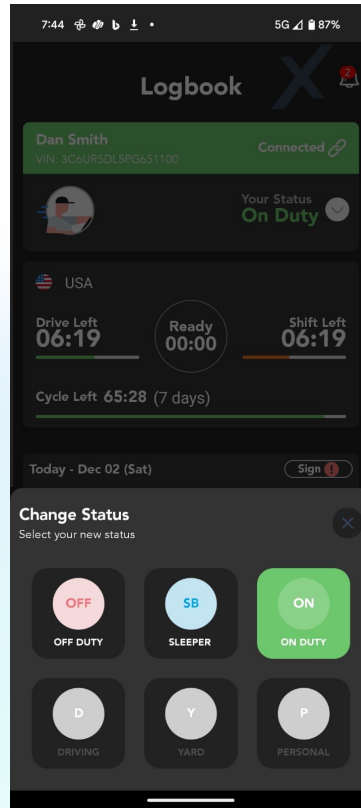 7:44 5G 87%
Logbook X
2
Dan Smith
VIN: 3C6UR5DL5PG651100
Connected
Your Status
On Duty
USA
Drive Left
06:19
Ready
00:00
Shift Left
06:19
Cycle Left 65:28 (7 days)
Today - Dec 02 (Sat) Sign !
Change Status
Select your new status
OFF SB ON
OFF DUTY SLEEPER ON DUTY
D Y P
DRIVING YARD PERSONAL